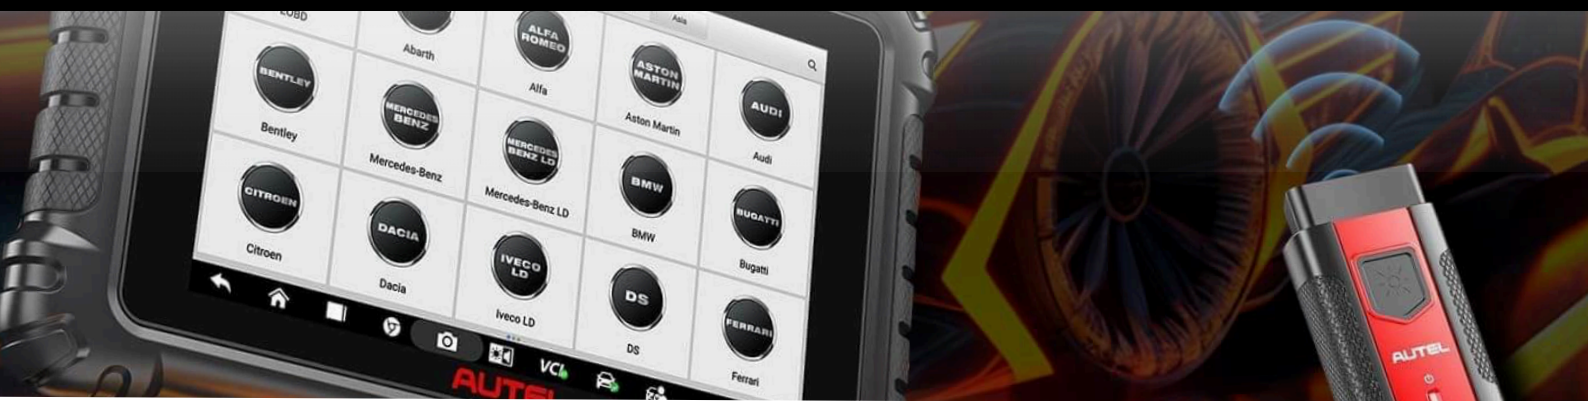 EOBD
Asia
Abarth
ALFA
ROMEO
Alfa
ASTON
MARTIN
Aston Martin
AUDI
Audi
BENTLEY
Bentley
MERCEDES
BENZ
Mercedes-Benz
MERCEDES
BENZ LD
Mercedes-Benz LD
BMW
BMW
BUGATTI
Bugatti
CITROEN
Citroen
DACIA
Dacia
IVECO
LD
Iveco LD
DS
DS
FERRARI
Ferrari
VCI
AUTEL
AUTEL